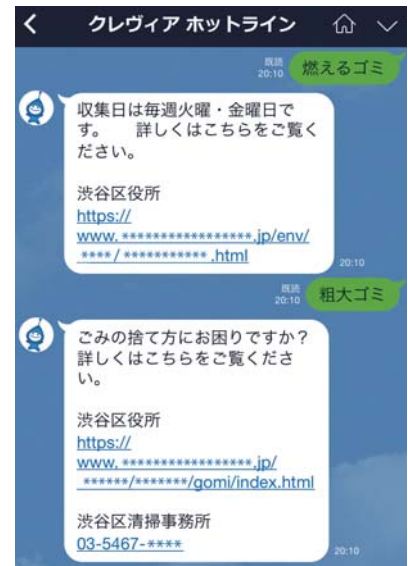 クレヴィア ホットライン
既読
20:10
燃えるゴミ
収集日は毎週火曜・金曜日で
す。　詳しくはこちらをご覧く
ださい。
渋谷区役所
https://
www.*****************.jp/env/
****/***********.html
20:10
既読
20:10
粗大ゴミ
ごみの捨て方にお困りですか？
詳しくはこちらをご覧くださ
い。
渋谷区役所
https://
www.*****************.jp/
******/*******/gomi/index.html
渋谷区清掃事務所
03-5467-****
20:10